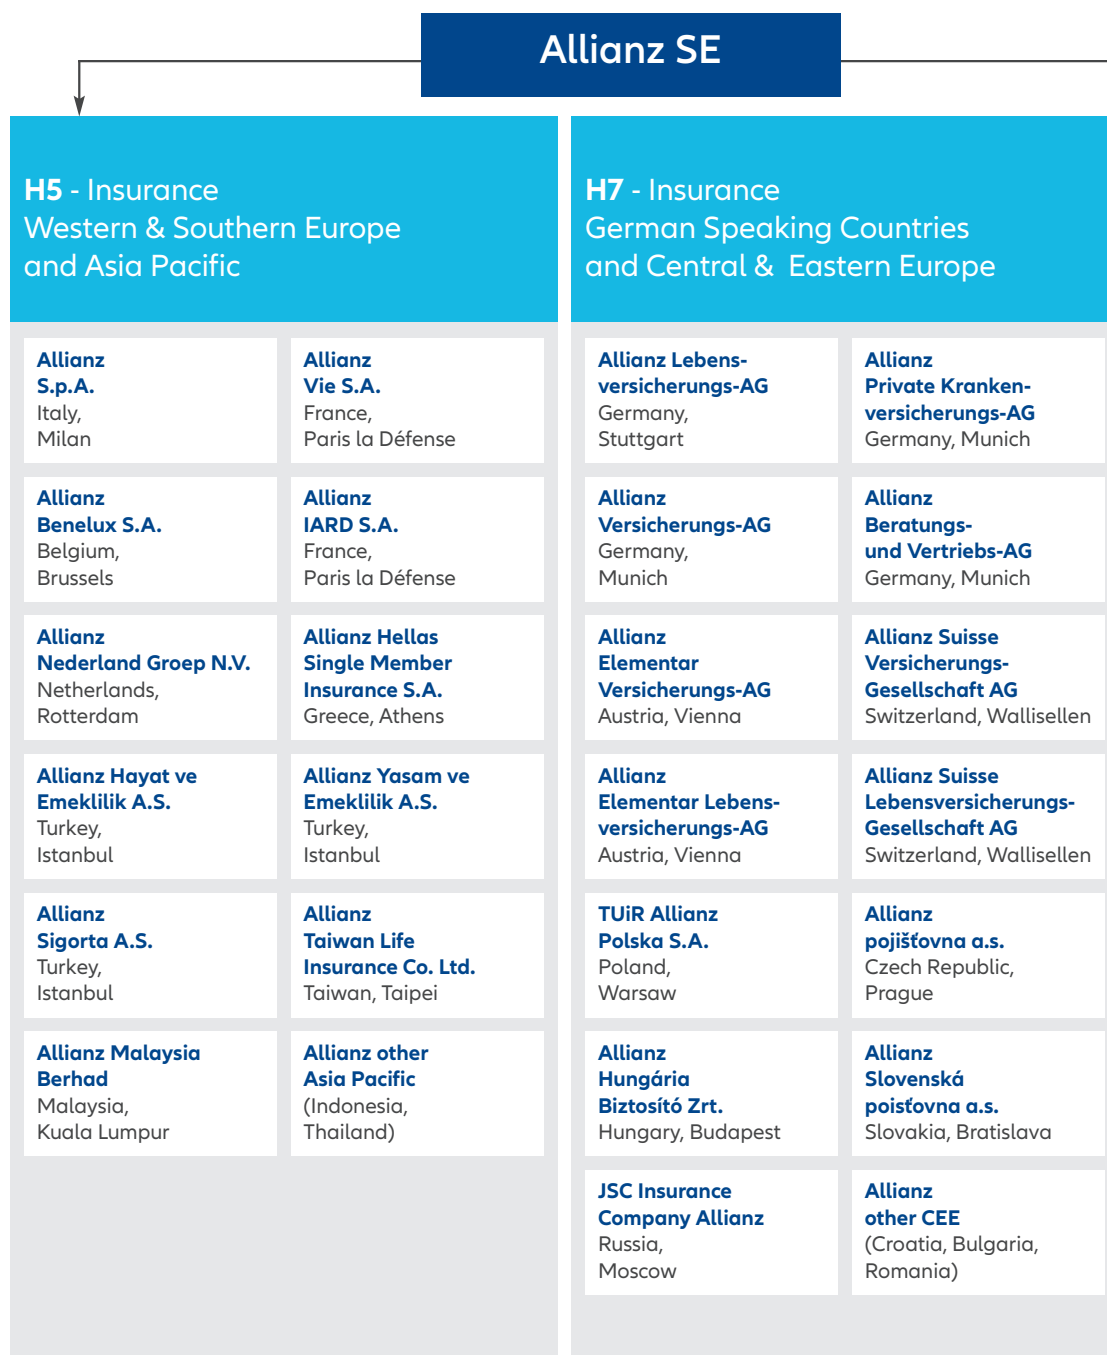 Allianz SE
H5 - Insurance
Western & Southern Europe
and Asia Pacific
Allianz
S.p.A.
Italy,
Milan
Allianz
Vie S.A.
France,
Paris la Défense
Allianz
Benelux S.A.
Belgium,
Brussels
Allianz
IARD S.A.
France,
Paris la Défense
Allianz
Nederland Groep N.V.
Netherlands,
Rotterdam
Allianz Hellas
Single Member
Insurance S.A.
Greece, Athens
Allianz Hayat ve
Emeklilik A.S.
Turkey,
Istanbul
Allianz Yasam ve
Emeklilik A.S.
Turkey,
Istanbul
Allianz
Sigorta A.S.
Turkey,
Istanbul
Allianz
Taiwan Life
Insurance Co. Ltd.
Taiwan, Taipei
Allianz Malaysia
Berhad
Malaysia,
Kuala Lumpur
Allianz other
Asia Pacific
(Indonesia,
Thailand)
H7 - Insurance
German Speaking Countries
and Central & Eastern Europe
Allianz Lebens-
versicherungs-AG
Germany,
Stuttgart
Allianz
Private Kranken-
versicherungs-AG
Germany, Munich
Allianz
Versicherungs-AG
Germany,
Munich
Allianz
Beratungs-
und Vertriebs-AG
Germany, Munich
Allianz
Elementar
Versicherungs-AG
Austria, Vienna
Allianz Suisse
Versicherungs-
Gesellschaft AG
Switzerland, Wallisellen
Allianz
Elementar Lebens-
versicherungs-AG
Austria, Vienna
Allianz Suisse
Lebensversicherungs-
Gesellschaft AG
Switzerland, Wallisellen
TUiR Allianz
Polska S.A.
Poland,
Warsaw
Allianz
pojišťovna a.s.
Czech Republic,
Prague
Allianz
Hungária
Biztosító Zrt.
Hungary, Budapest
Allianz
Slovenská
poisťovna a.s.
Slovakia, Bratislava
JSC Insurance
Company Allianz
Russia,
Moscow
Allianz
other CEE
(Croatia, Bulgaria,
Romania)